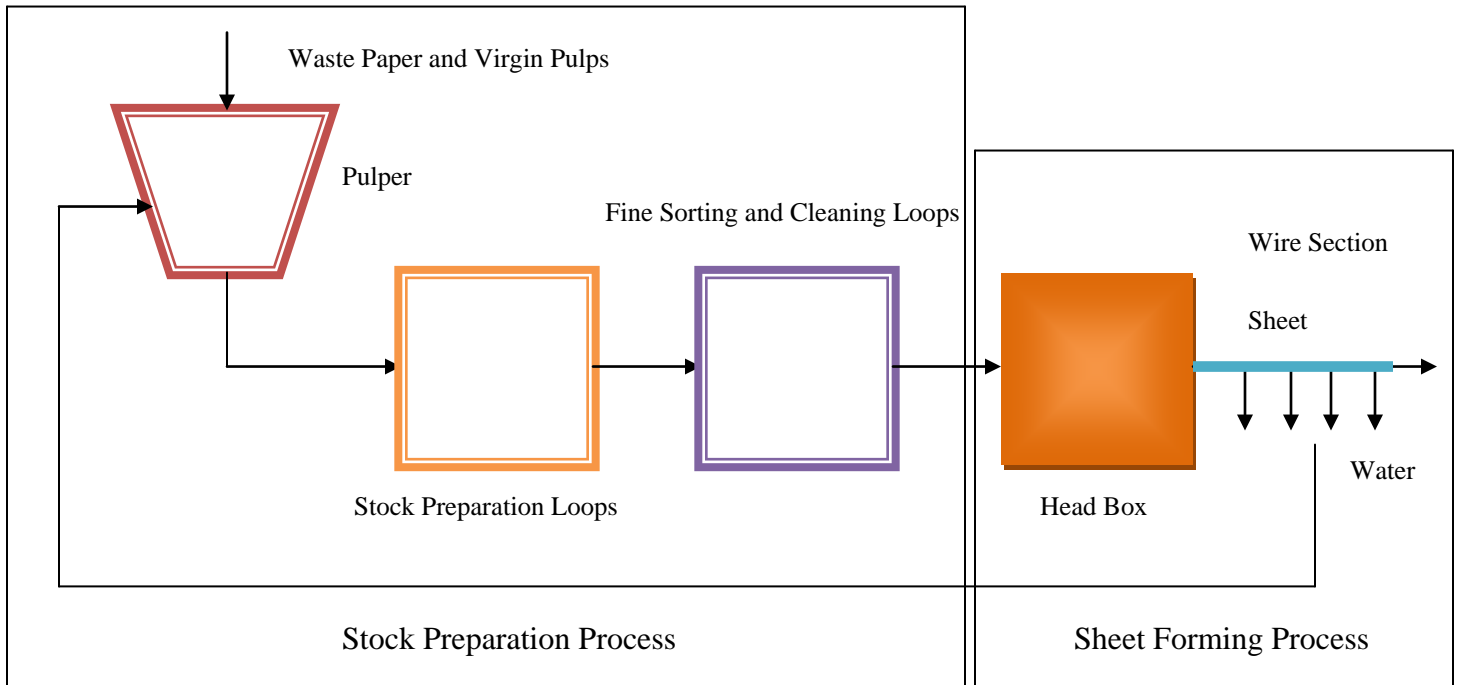 Waste Paper and Virgin Pulps
Pulper
Fine Sorting and Cleaning Loops
Wire Section
Sheet
Water
Stock Preparation Loops
Head Box
Stock Preparation Process
Sheet Forming Process